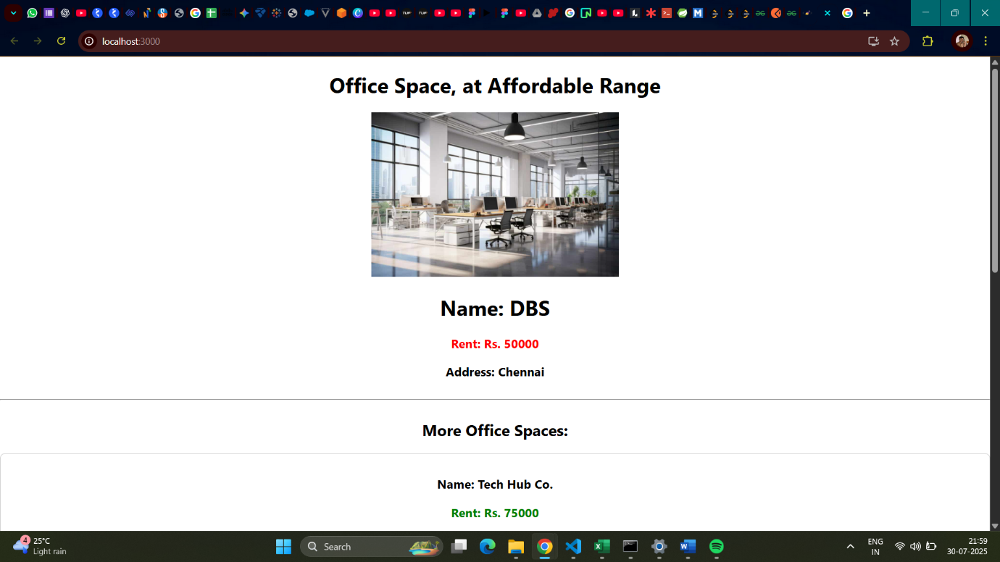 localhost:3000
Office Space, at Affordable Range
Name: DBS
Rent: Rs. 50000
Address: Chennai
More Office Spaces:
Name: Tech Hub Co.
Rent: Rs. 75000
4
25°C
Light rain
Search
ENG
IN
21:59
30-07-2025